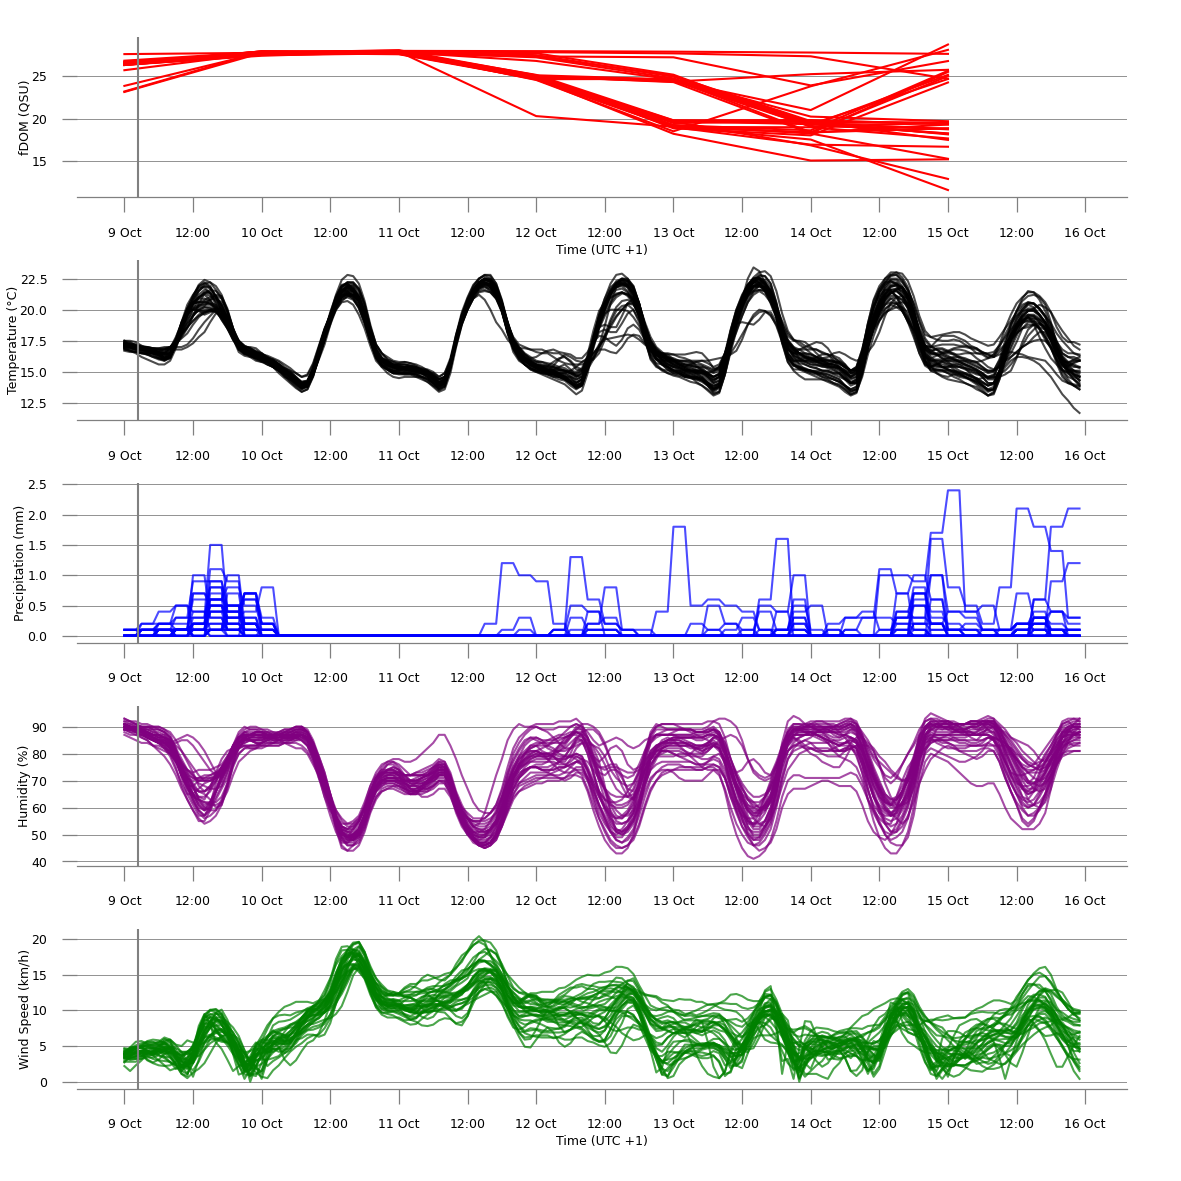 fDOM (QSU)
25
20
15
9 Oct 12:00 10 Oct 12:00 11 Oct 12:00 12 Oct 12:00 13 Oct 12:00 14 Oct 12:00 15 Oct 12:00 16 Oct
Time (UTC +1)
Temperature (°C)
22.5
20.0
17.5
15.0
12.5
9 Oct 12:00 10 Oct 12:00 11 Oct 12:00 12 Oct 12:00 13 Oct 12:00 14 Oct 12:00 15 Oct 12:00 16 Oct
Precipitation (mm)
2.5
2.0
1.5
1.0
0.5
0.0
9 Oct 12:00 10 Oct 12:00 11 Oct 12:00 12 Oct 12:00 13 Oct 12:00 14 Oct 12:00 15 Oct 12:00 16 Oct
Humidity (%)
90
80
70
60
50
40
9 Oct 12:00 10 Oct 12:00 11 Oct 12:00 12 Oct 12:00 13 Oct 12:00 14 Oct 12:00 15 Oct 12:00 16 Oct
Wind Speed (km/h)
20
15
10
5
0
9 Oct 12:00 10 Oct 12:00 11 Oct 12:00 12 Oct 12:00 13 Oct 12:00 14 Oct 12:00 15 Oct 12:00 16 Oct
Time (UTC +1)